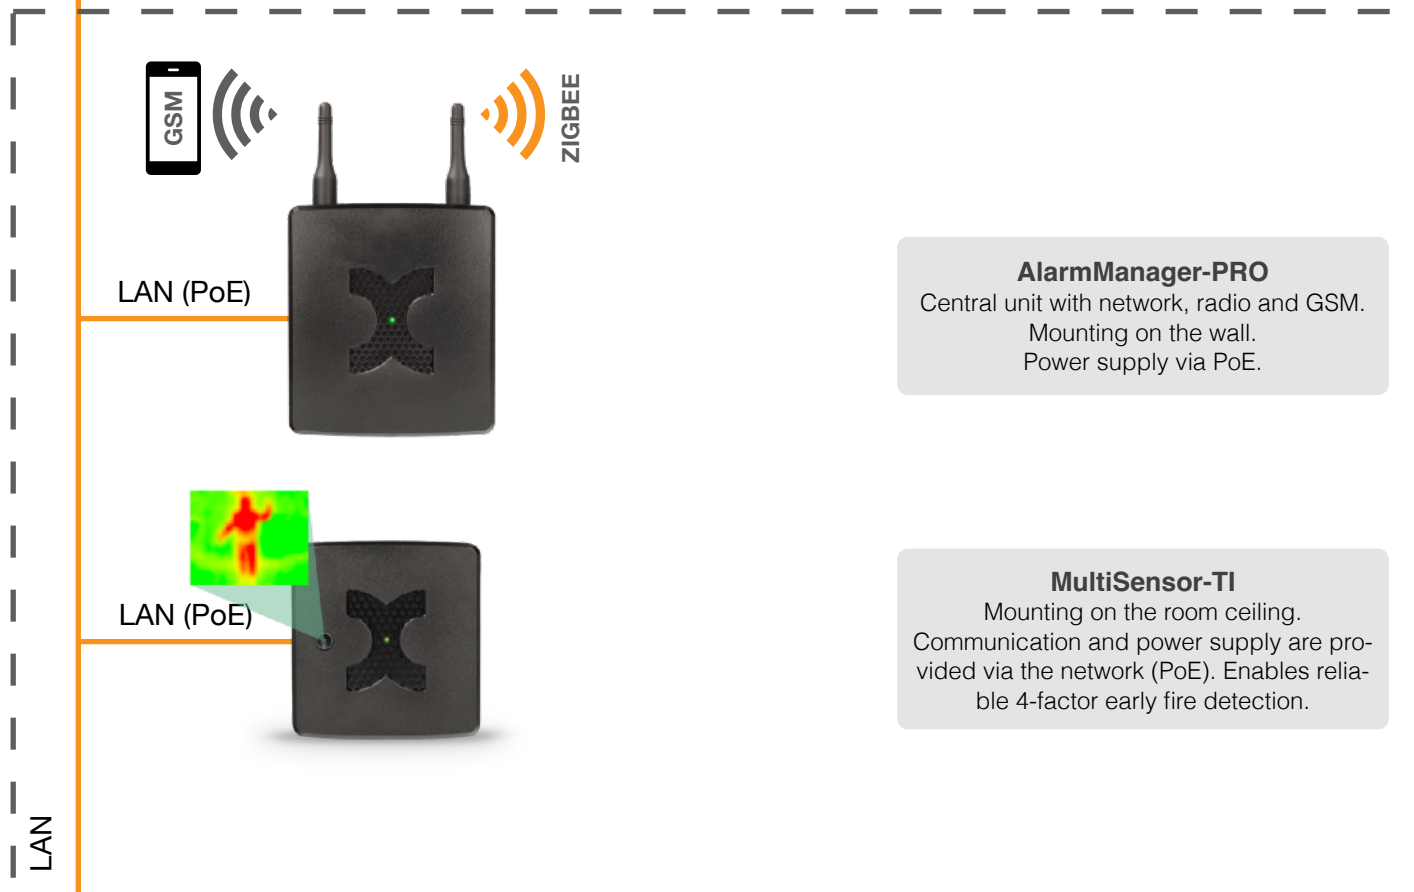 GSM
ZIGBEE
LAN (PoE)
AlarmManager-PRO
Central unit with network, radio and GSM.
Mounting on the wall.
Power supply via PoE.
LAN (PoE)
MultiSensor-TI
Mounting on the room ceiling.
Communication and power supply are pro-
vided via the network (PoE). Enables relia-
ble 4-factor early fire detection.
LAN